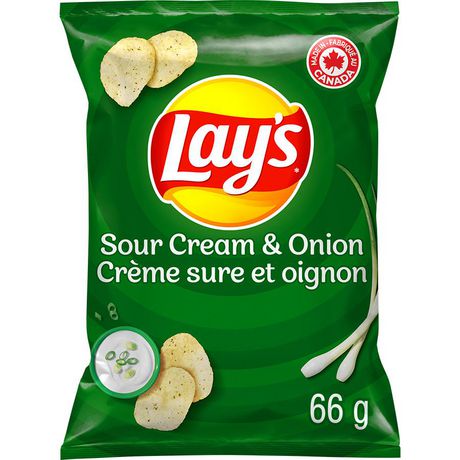 MADE IN - FABRIQUÉ AU
CANADA
Lay's
Sour Cream & Onion
Crème sure et oignon
66 g